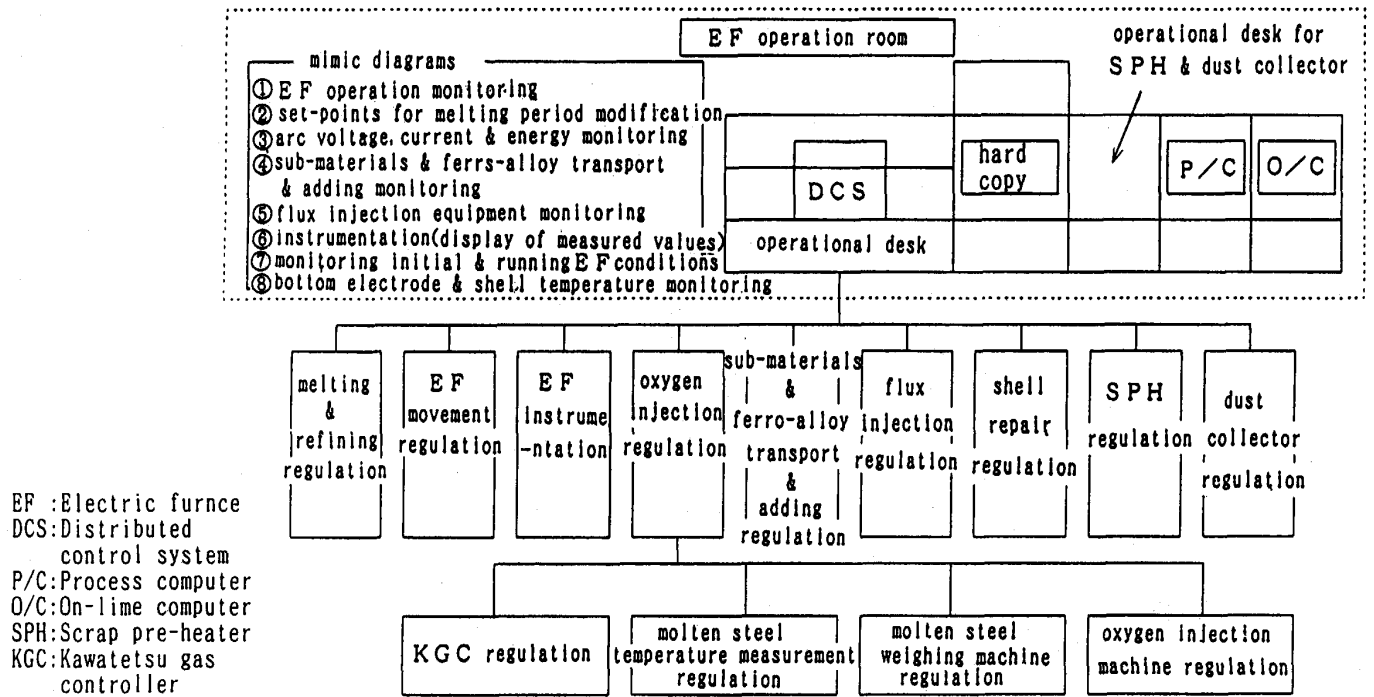 EF operation room
operational desk for
SPH & dust collector
mimic diagrams
①EF operation monitoring
②set-points for melting period modification
③arc voltage, current & energy monitoring
④sub-materials & ferrs-alloy transport
& adding monitoring
⑤flux injection equipment monitoring
⑥instrumentation(display of measured values)
⑦monitoring initial & running EF conditions
⑧bottom electrode & shell temperature monitoring
DCS
hard
copy
P/C
O/C
operational desk
melting
&
refining
regulation
EF
movement
regulation
EF
instrume
-ntation
oxygen
injection
regulation
sub-materials
&
ferro-alloy
transport
&
adding
regulation
flux
injection
regulation
shell
repair
regulation
SPH
regulation
dust
collector
regulation
EF :Electric furnce
DCS:Distributed
control system
P/C:Process computer
O/C:On-lime computer
SPH:Scrap pre-heater
KGC:Kawatetsu gas
controller
KGC regulation
molten steel
temperature measurement
regulation
molten steel
weighing machine
regulation
oxygen injection
machine regulation